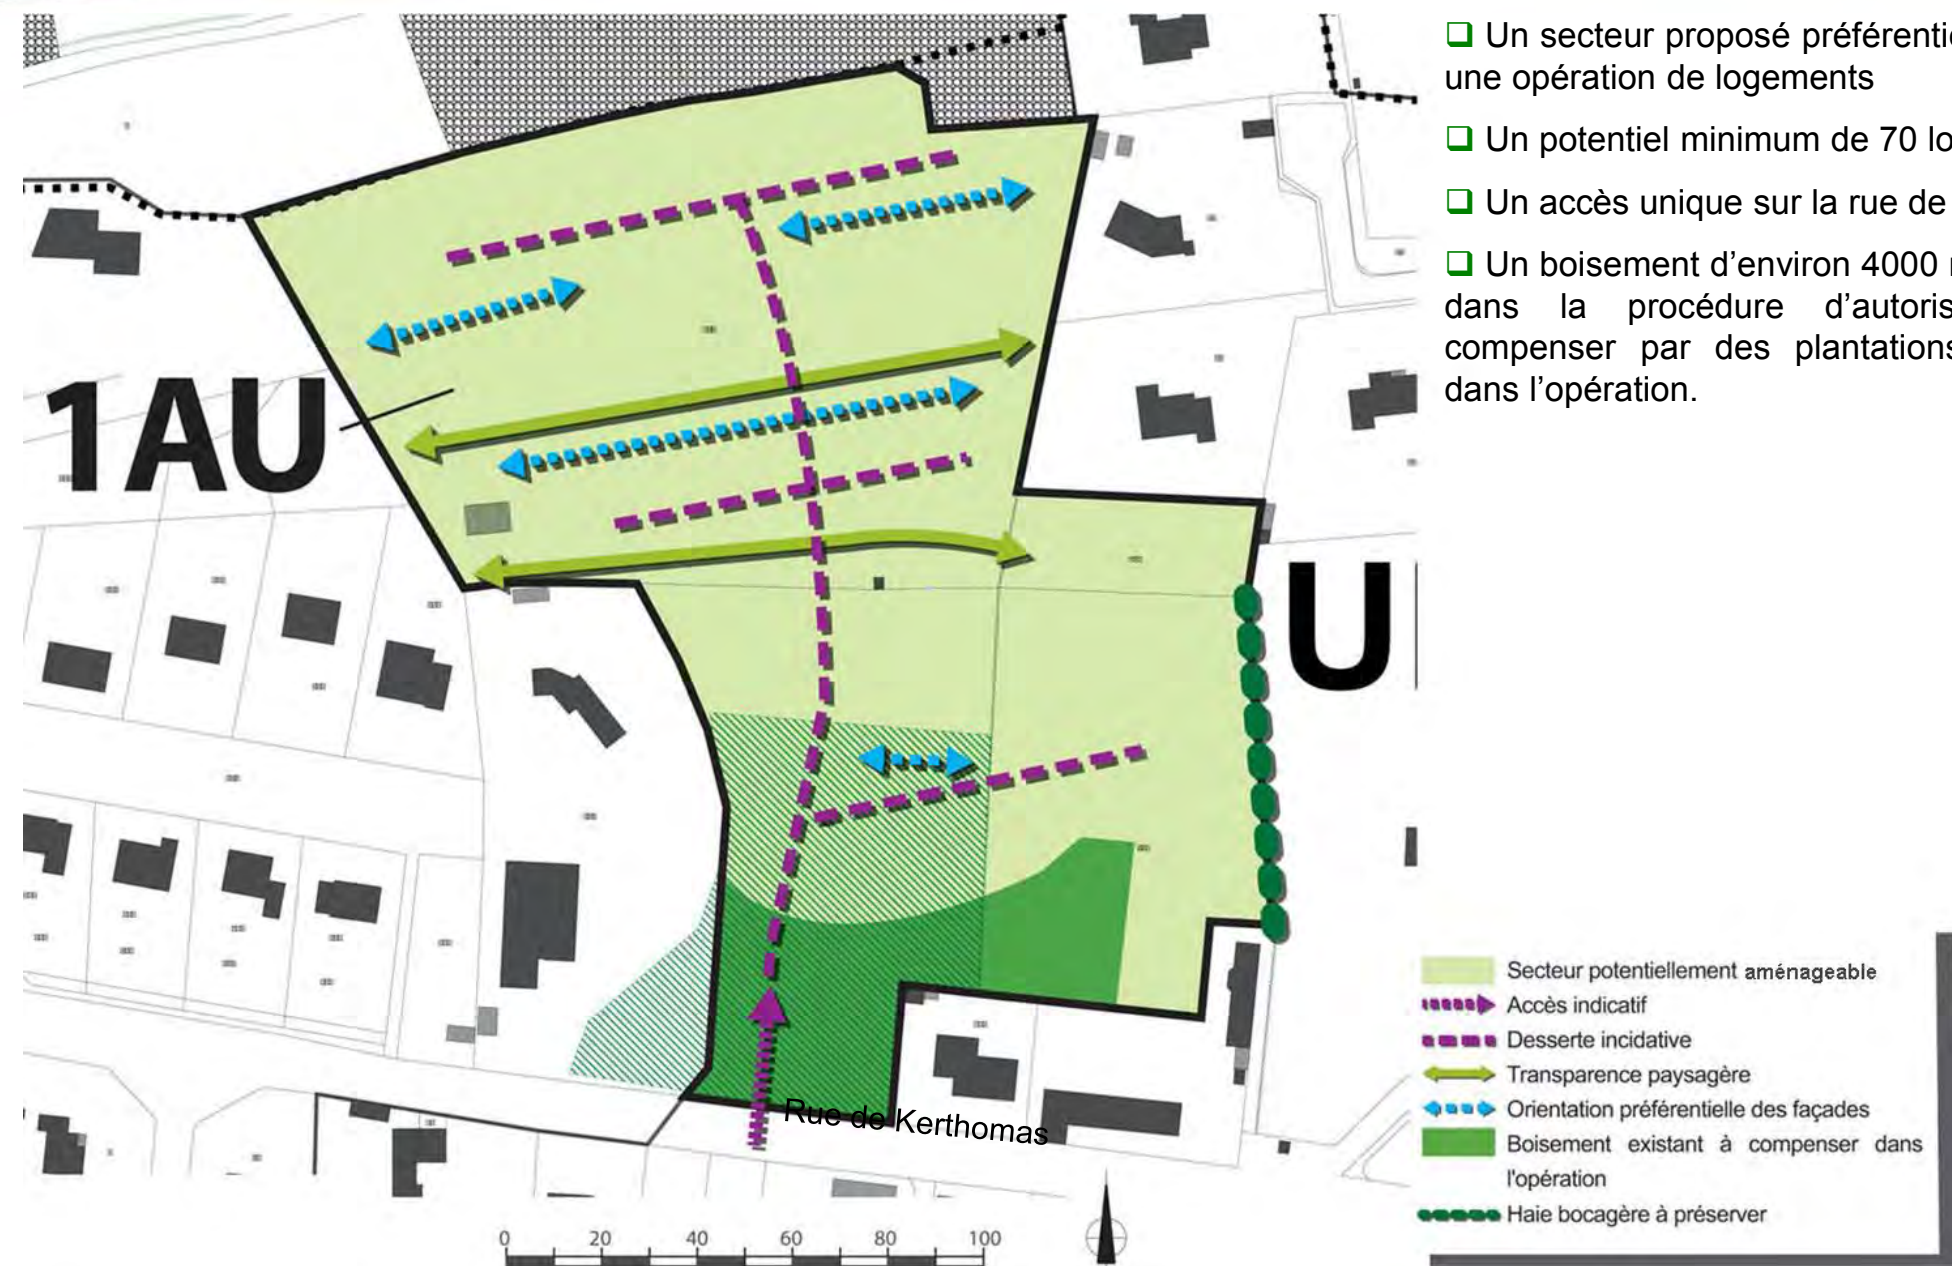 ❑ Un secteur proposé
une opération de logements
❑ Un potentiel minimum de 70
❑ Un accès unique sur la rue de
❑ Un boisement d’environ 4000
dans la procédure
compenser par des plantations
dans l’opération.
1AU
U
Rue de Kerthomas
Secteur potentiellement aménageable
Accès indicatif
Desserte incidative
Transparence paysagère
Orientation préférentielle des façades
Boisement existant à compenser dans
l'opération
Haie bocagère à préserver
0 20 40 60 80 100